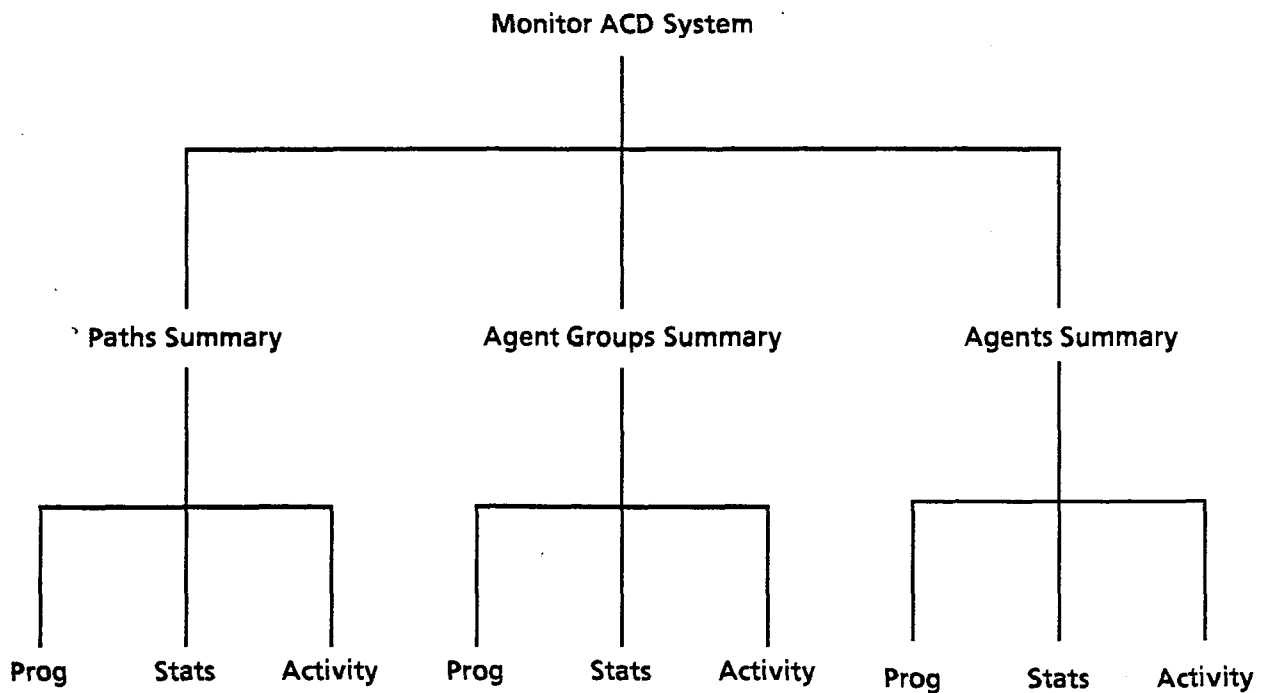 Monitor ACD System
Paths Summary Agent Groups Summary Agents Summary
Prog Stats Activity Prog Stats Activity Prog Stats Activity